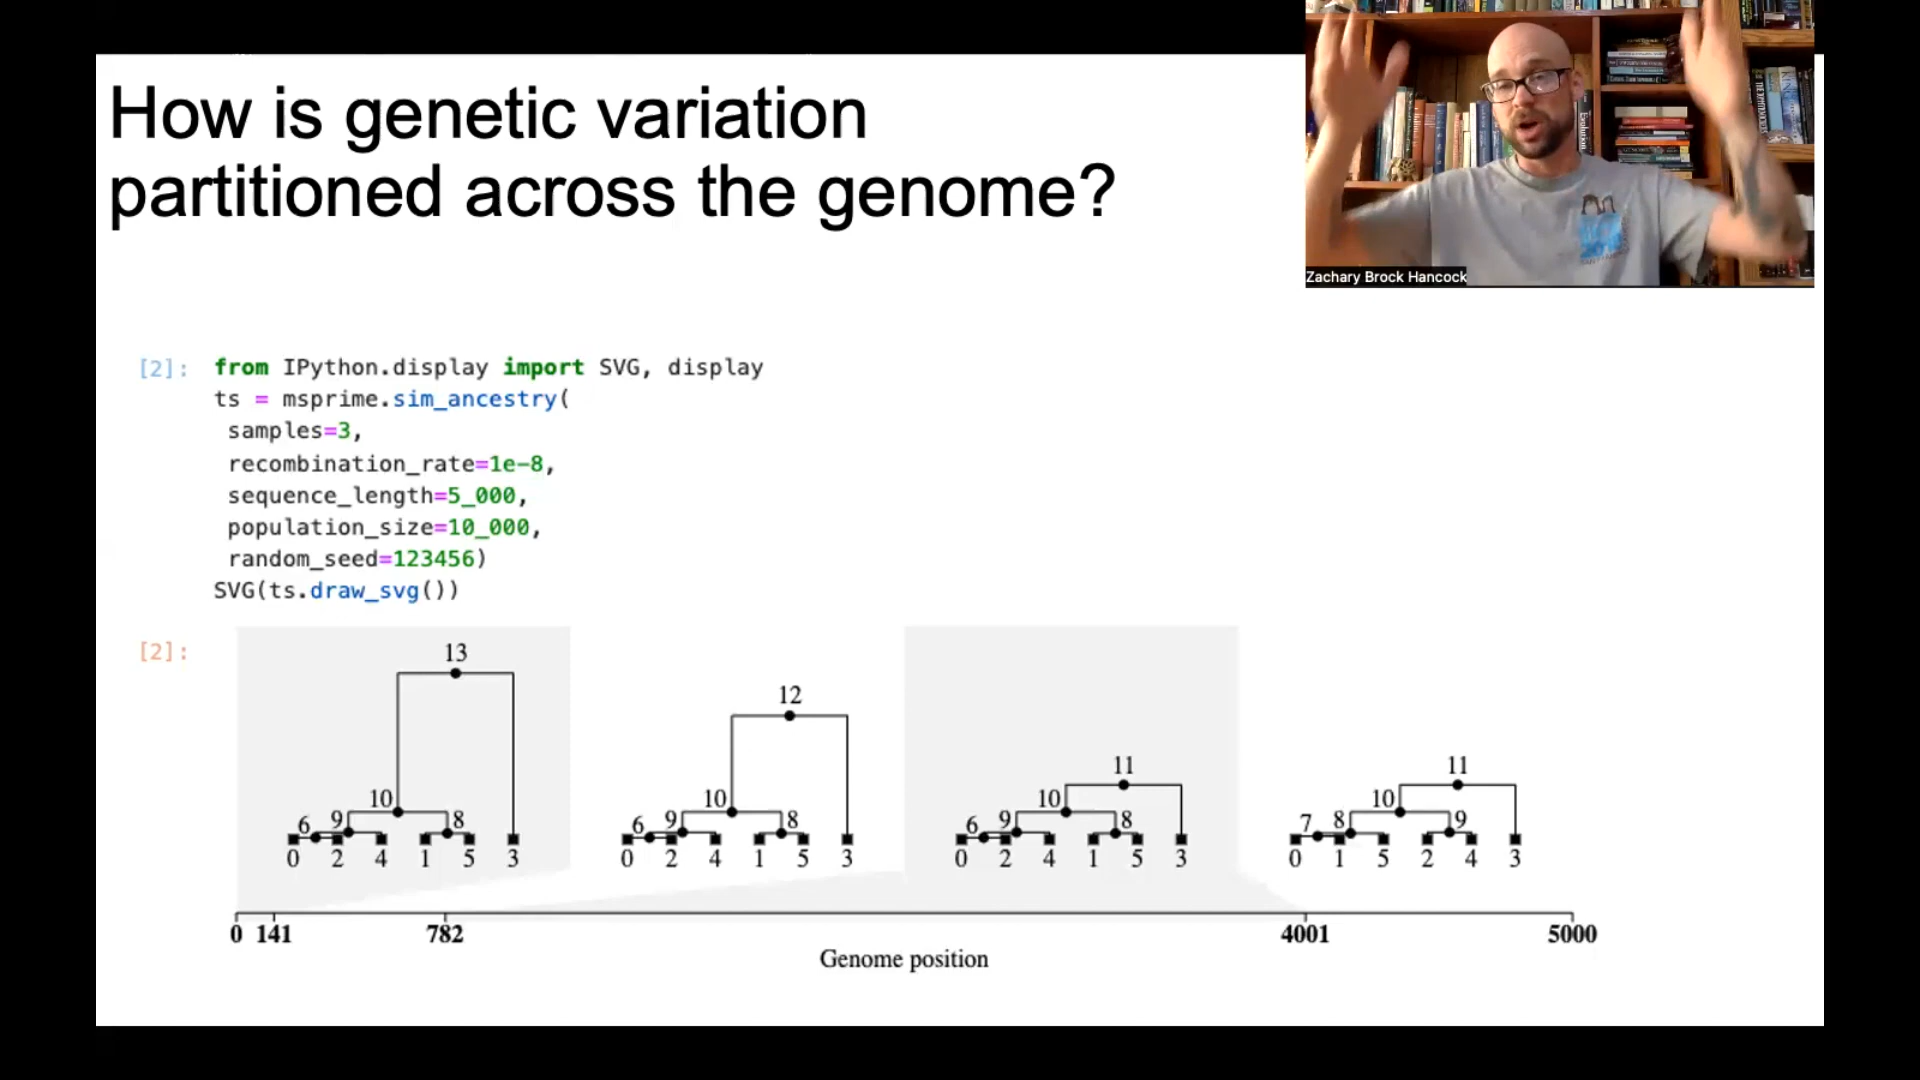 How is genetic variation
partitioned across the genome?
Zachary Brock Hancock
[2]: from IPython.display import SVG, display
ts = msprime.sim_ancestry(
samples=3,
recombination_rate=1e-8,
sequence_length=5_000,
population_size=10_000,
random_seed=123456)
SVG(ts.draw_svg())
[2]:
13
12
11
11
10
10
10
10
6 9 8
6 9 8
6 9 8
7 8 9
0 2 4 1 5 3
0 2 4 1 5 3
0 2 4 1 5 3
0 1 5 2 4 3
0 141 782 4001 5000
Genome position